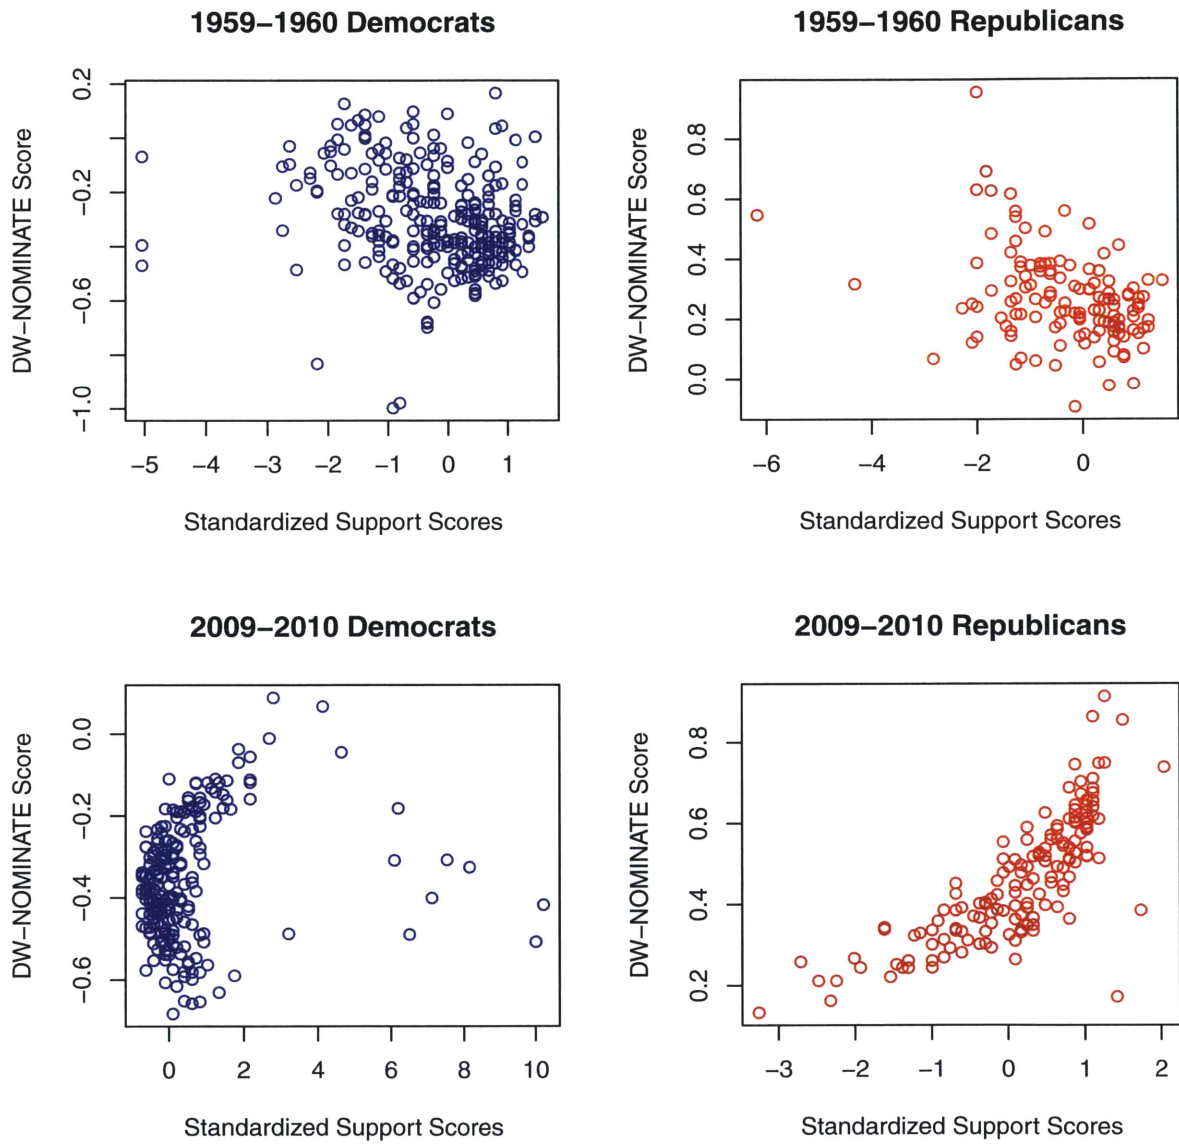 1959−1960 Democrats
DW−NOMINATE Score
0.2
−0.2
−0.6
−1.0
−5 −4 −3 −2 −1 0 1
Standardized Support Scores
1959−1960 Republicans
DW−NOMINATE Score
0.8
0.6
0.4
0.2
0.0
−6 −4 −2 0
Standardized Support Scores
2009−2010 Democrats
DW−NOMINATE Score
0.0
−0.2
−0.4
−0.6
0 2 4 6 8 10
Standardized Support Scores
2009−2010 Republicans
DW−NOMINATE Score
0.8
0.6
0.4
0.2
−3 −2 −1 0 1 2
Standardized Support Scores